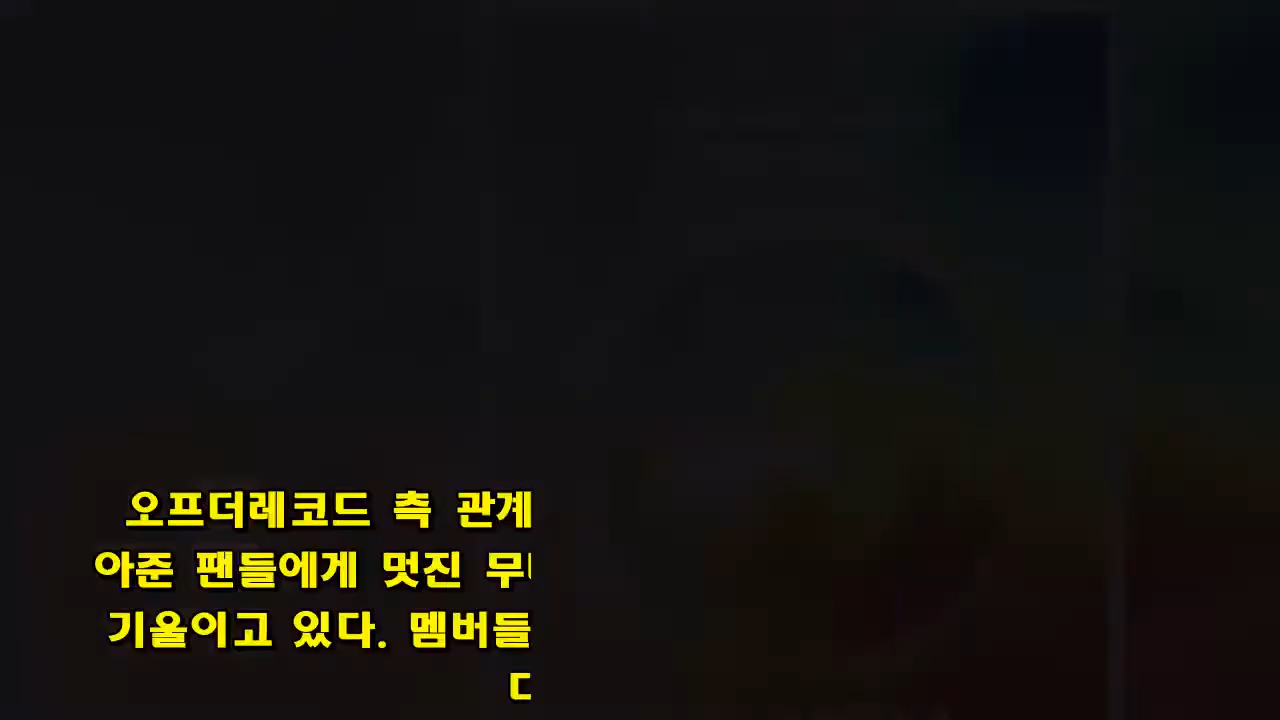 오프더레코드 측 관계
아준 팬들에게 멋진
기울이고 있다. 멤버들